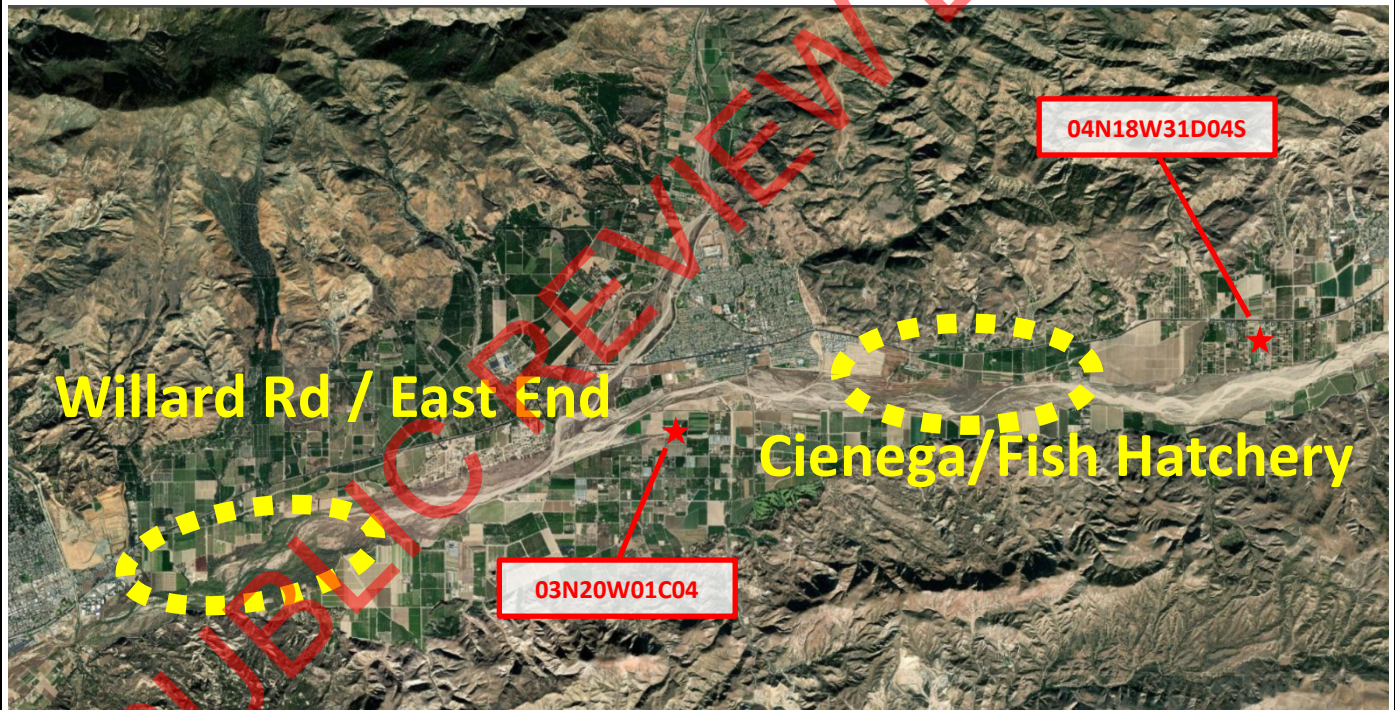 04N18W31D04S
Willard Rd / East End
Cienega/Fish Hatchery
03N20W01C04
PUBLIC REVIEW